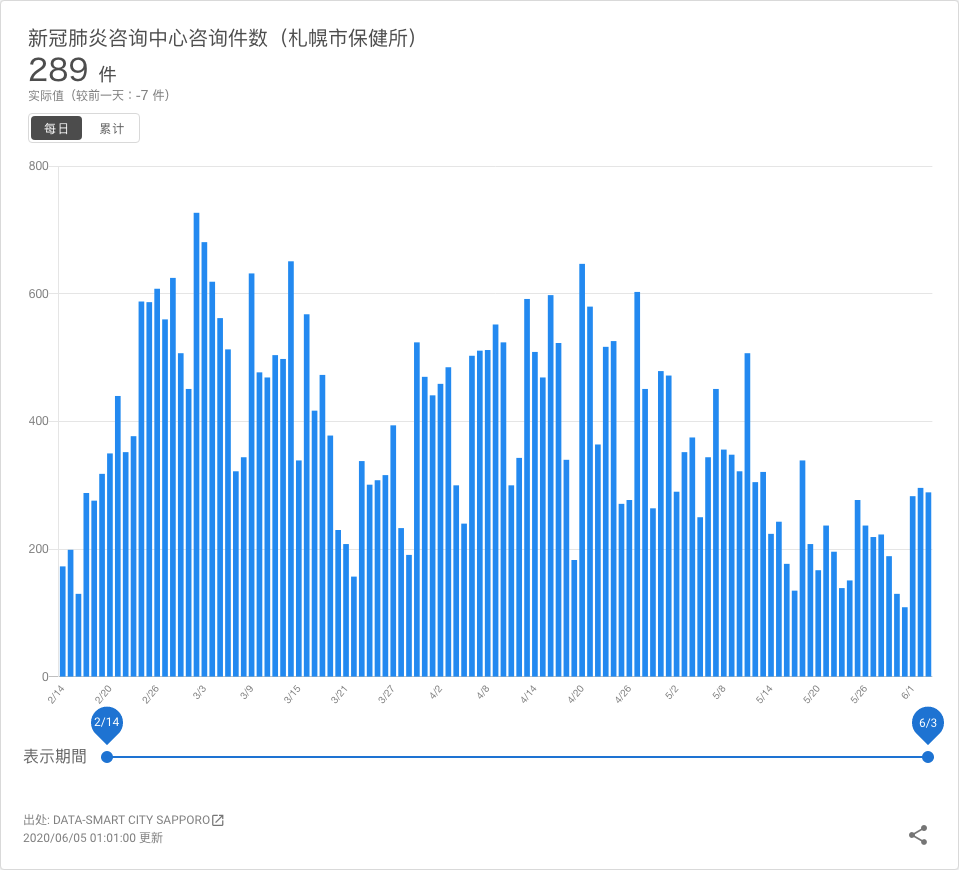 新冠肺炎咨询中心咨询件数（札幌市保健所）
289 件
实际值（较前一天：-7 件）
每日 累计
800
600
400
200
0
2/14 2/20 2/26 3/3 3/9 3/15 3/21 3/27 4/2 4/8 4/14 4/20 4/26 5/2 5/8 5/14 5/20 5/26 6/1
2/14 6/3
表示期間
出处: DATA-SMART CITY SAPPORO
2020/06/05 01:01:00 更新